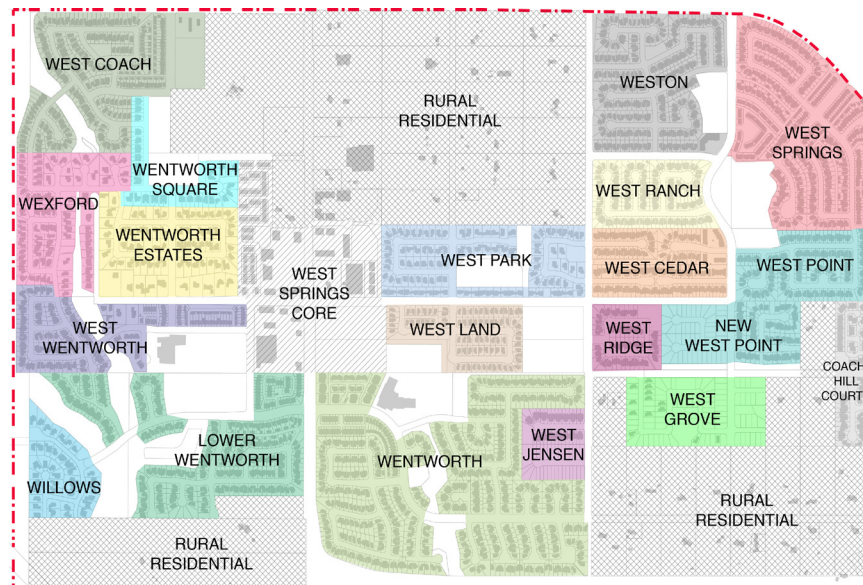 WEST COACH
RURAL
RESIDENTIAL
WESTON
WEST
SPRINGS
WENTWORTH
SQUARE
WEXFORD
WEST RANCH
WENTWORTH
ESTATES
WEST
SPRINGS
CORE
WEST PARK
WEST CEDAR
WEST POINT
WEST
WENTWORTH
WEST LAND
WEST
RIDGE
NEW
WEST POINT
COACH
HILL
COURT
WEST
GROVE
LOWER
WENTWORTH
WENTWORTH
WEST
JENSEN
WILLOWS
RURAL
RESIDENTIAL
RURAL
RESIDENTIAL